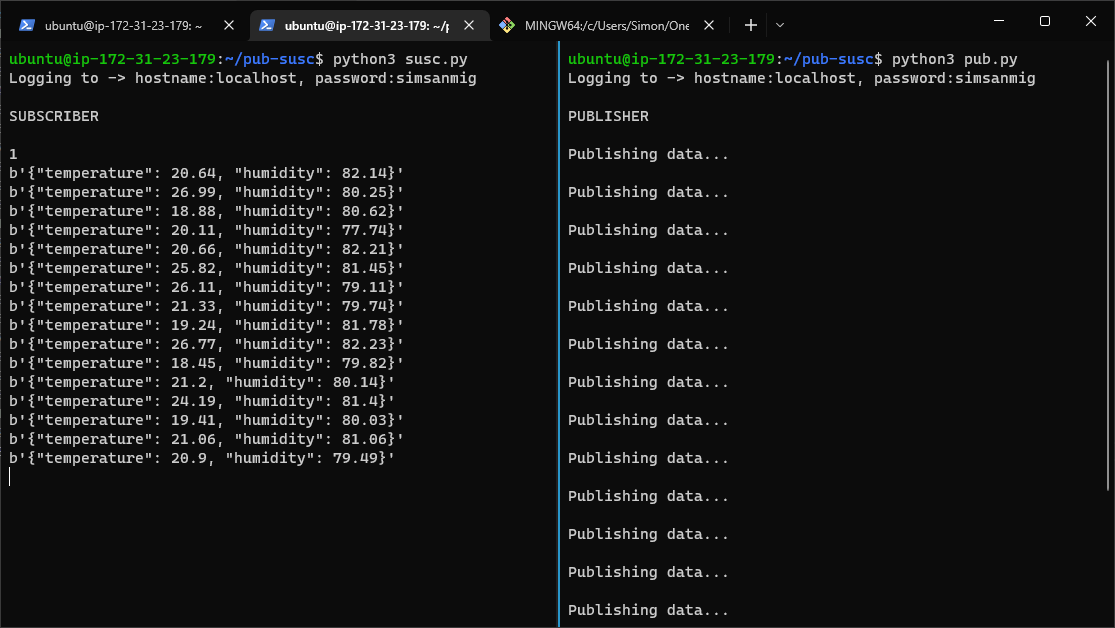 ubuntu@ip-172-31-23-179: ~
ubuntu@ip-172-31-23-179: ~/p
MINGW64:/c/Users/Simon/One
ubuntu@ip-172-31-23-179:~/pub-susc$ python3 susc.py
Logging to -> hostname:localhost, password:simsanmig
SUBSCRIBER
1
b'{"temperature": 20.64, "humidity": 82.14}'
b'{"temperature": 26.99, "humidity": 80.25}'
b'{"temperature": 18.88, "humidity": 80.62}'
b'{"temperature": 20.11, "humidity": 77.74}'
b'{"temperature": 20.66, "humidity": 82.21}'
b'{"temperature": 25.82, "humidity": 81.45}'
b'{"temperature": 26.11, "humidity": 79.11}'
b'{"temperature": 21.33, "humidity": 79.74}'
b'{"temperature": 19.24, "humidity": 81.78}'
b'{"temperature": 26.77, "humidity": 82.23}'
b'{"temperature": 18.45, "humidity": 79.82}'
b'{"temperature": 21.2, "humidity": 80.14}'
b'{"temperature": 24.19, "humidity": 81.4}'
b'{"temperature": 19.41, "humidity": 80.03}'
b'{"temperature": 21.06, "humidity": 81.06}'
b'{"temperature": 20.9, "humidity": 79.49}'
ubuntu@ip-172-31-23-179:~/pub-susc$ python3 pub.py
Logging to -> hostname:localhost, password:simsanmig
PUBLISHER
Publishing data...
Publishing data...
Publishing data...
Publishing data...
Publishing data...
Publishing data...
Publishing data...
Publishing data...
Publishing data...
Publishing data...
Publishing data...
Publishing data...
Publishing data...